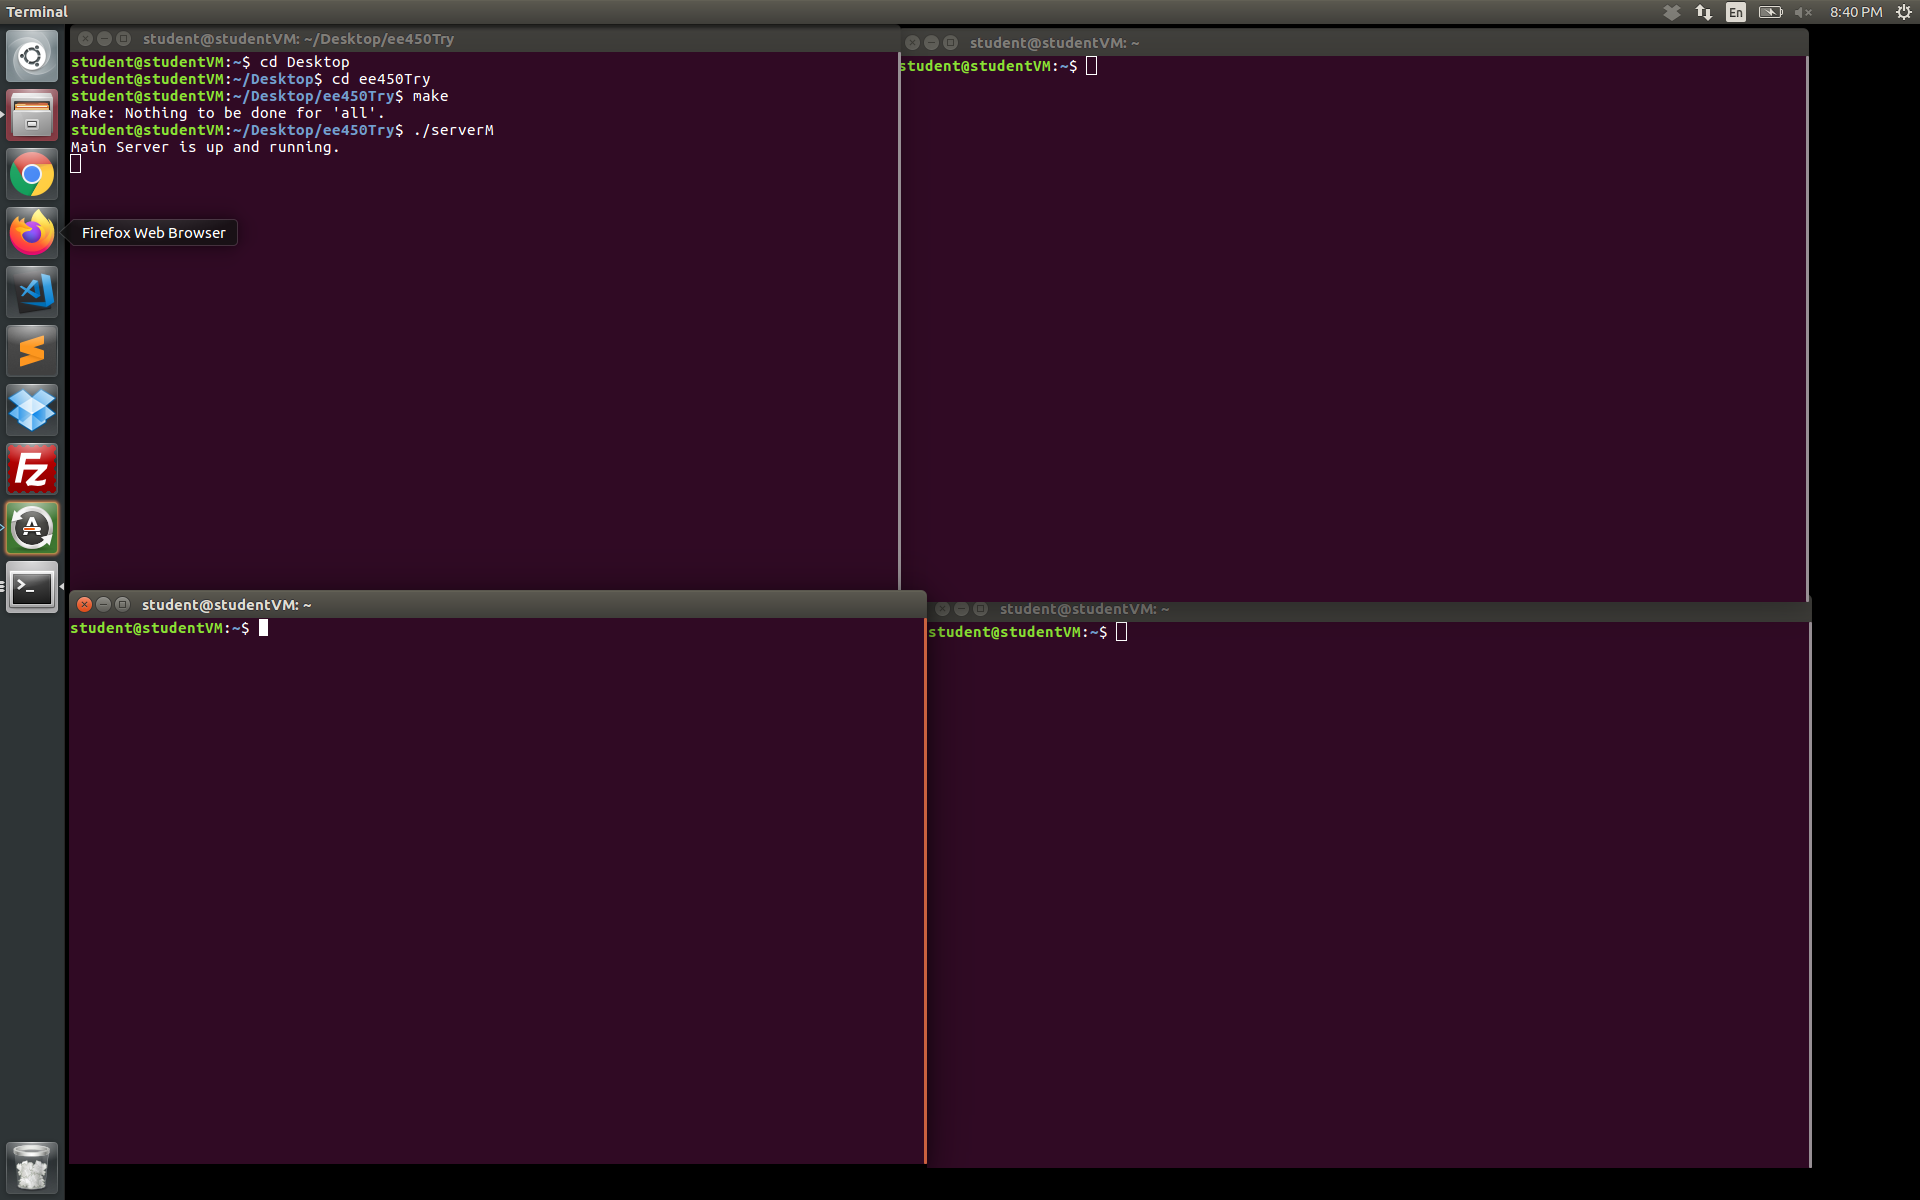 Terminal
En
8:40 PM
student@studentVM: ~/Desktop/ee450Try
student@studentVM:~$ cd Desktop
student@studentVM:~/Desktop$ cd ee450Try
student@studentVM:~/Desktop/ee450Try$ make
make: Nothing to be done for 'all'.
student@studentVM:~/Desktop/ee450Try$ ./serverM
Main Server is up and running.
Firefox Web Browser
student@studentVM: ~
student@studentVM:~$
student@studentVM: ~
student@studentVM:~$
student@studentVM: ~
student@studentVM:~$
Fz
A
>_